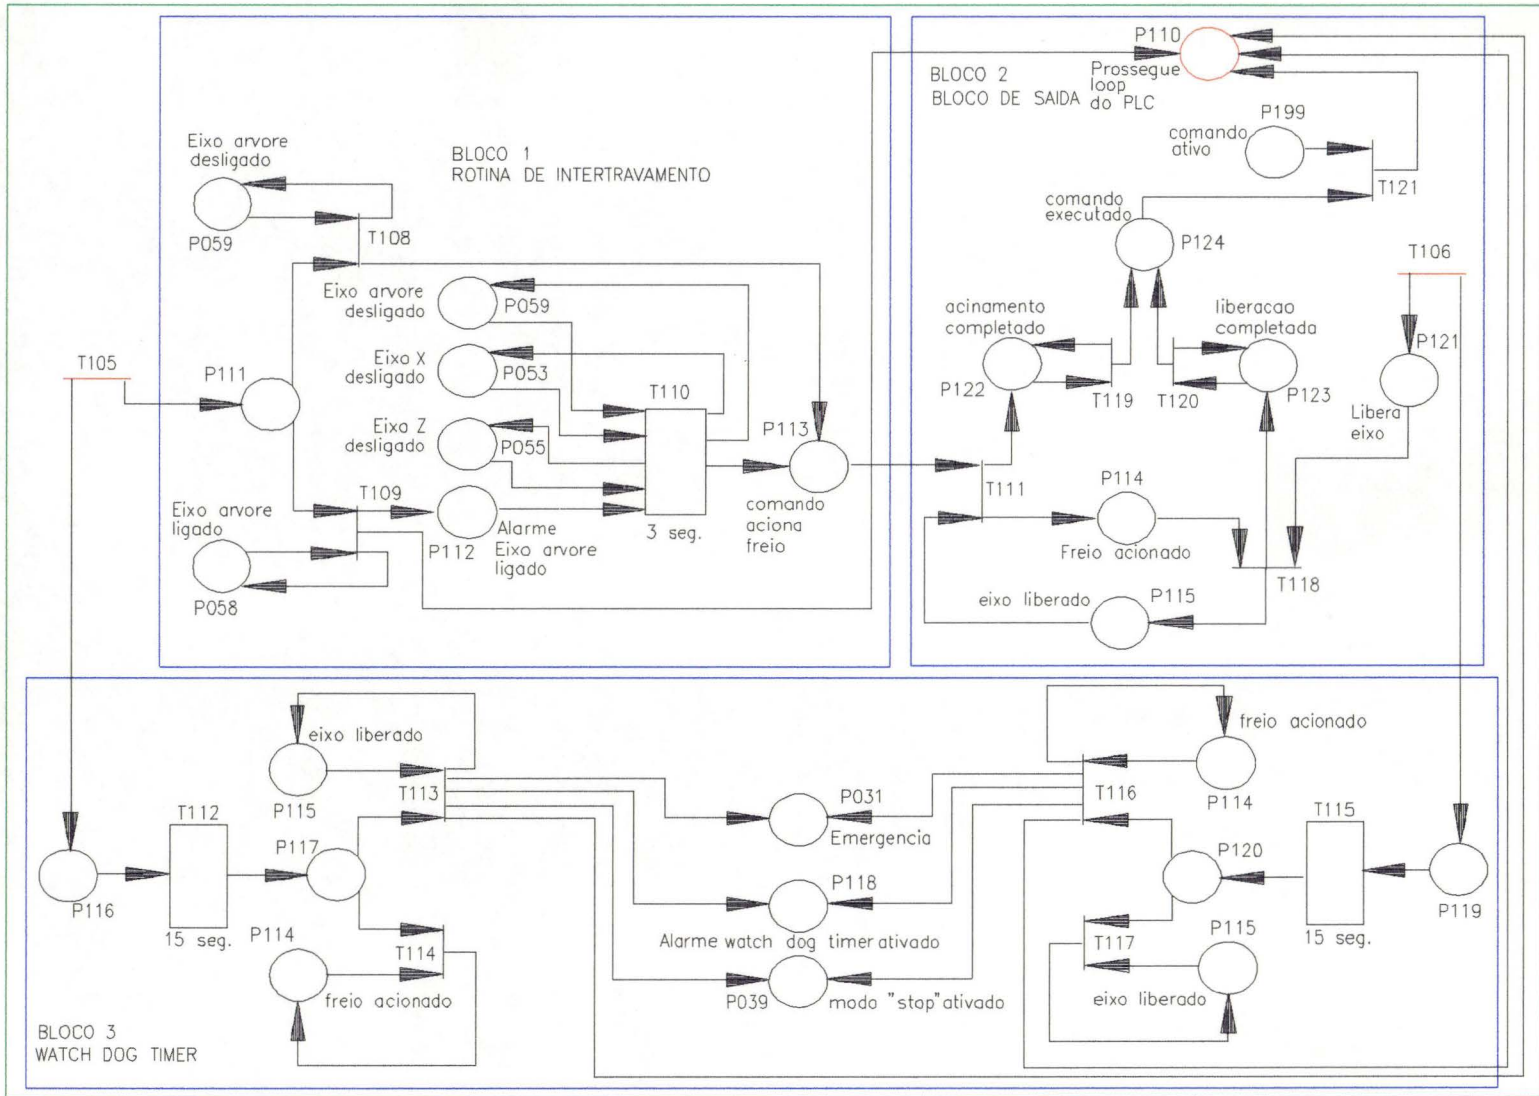 BLOCO 1
ROTINA DE INTERTRAVAMENTO
Eixo arvore
desligado
P059
T108
Eixo arvore
desligado
P059
T105
P111
Eixo X
desligado
P053
T110
Eixo Z
desligado
P055
P113
T109
Eixo arvore
ligado
P058
P112
Alarme
Eixo arvore
ligado
3 seg.
comando
aciona
freio
BLOCO 2
BLOCO DE SAIDA
P110
Prossegue
loop
do PLC
P199
comando
ativo
T121
comando
executado
P124
T106
acinamento
completado
liberacao
completada
P121
P122
T119
T120
P123
Libera
eixo
T111
P114
Freio acionado
T118
eixo liberado
P115
eixo liberado
P115
T113
T112
P117
P116
15 seg.
P114
T114
freio acionado
P031
Emergencia
P118
Alarme watch dog timer ativado
P039
modo "stop" ativado
freio acionado
P114
T116
T115
P120
P119
15 seg.
T117
P115
eixo liberado
BLOCO 3
WATCH DOG TIMER